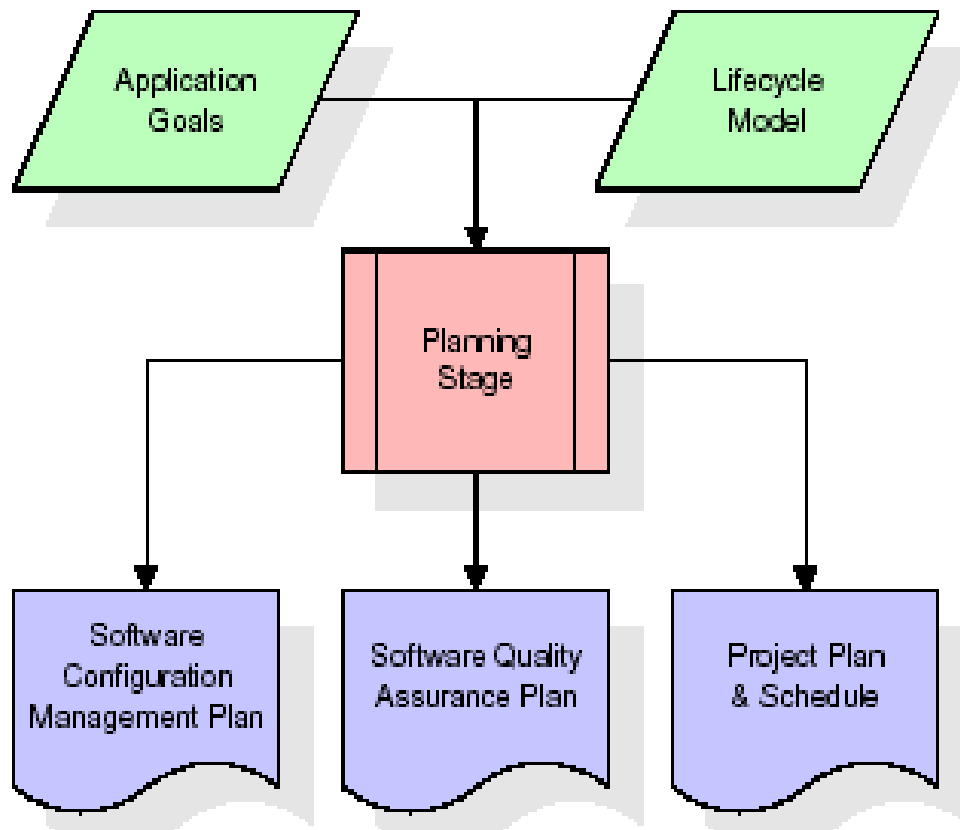 Application
Goals
Lifecycle
Model
Planning
Stage
Software
Configuration
Management Plan
Software Quality
Assurance Plan
Project Plan
& Schedule